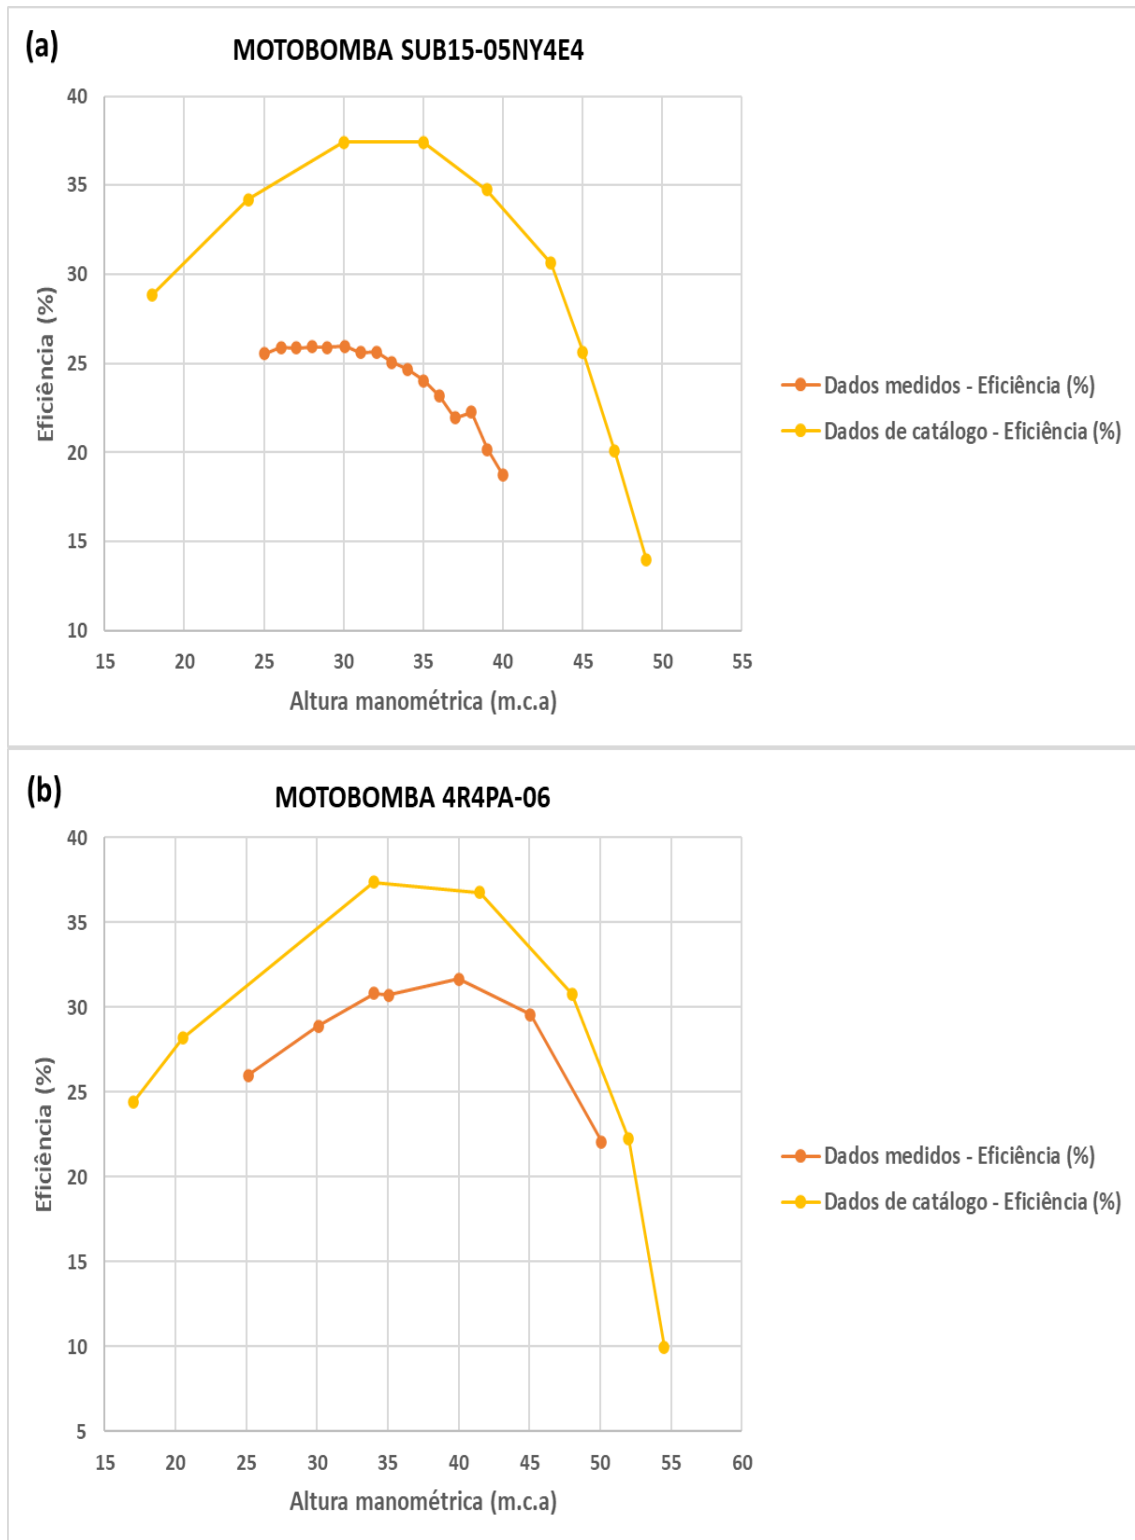 (a)
MOTOBOMBA SUB15-05NY4E4
40
35
30
25
20
15
10
Eficiência (%)
15 20 25 30 35 40 45 50 55
Altura manométrica (m.c.a)
Dados medidos - Eficiência (%)
Dados de catálogo - Eficiência (%)
(b)
MOTOBOMBA 4R4PA-06
40
35
30
25
20
15
10
5
Eficiência (%)
15 20 25 30 35 40 45 50 55 60
Altura manométrica (m.c.a)
Dados medidos - Eficiência (%)
Dados de catálogo - Eficiência (%)